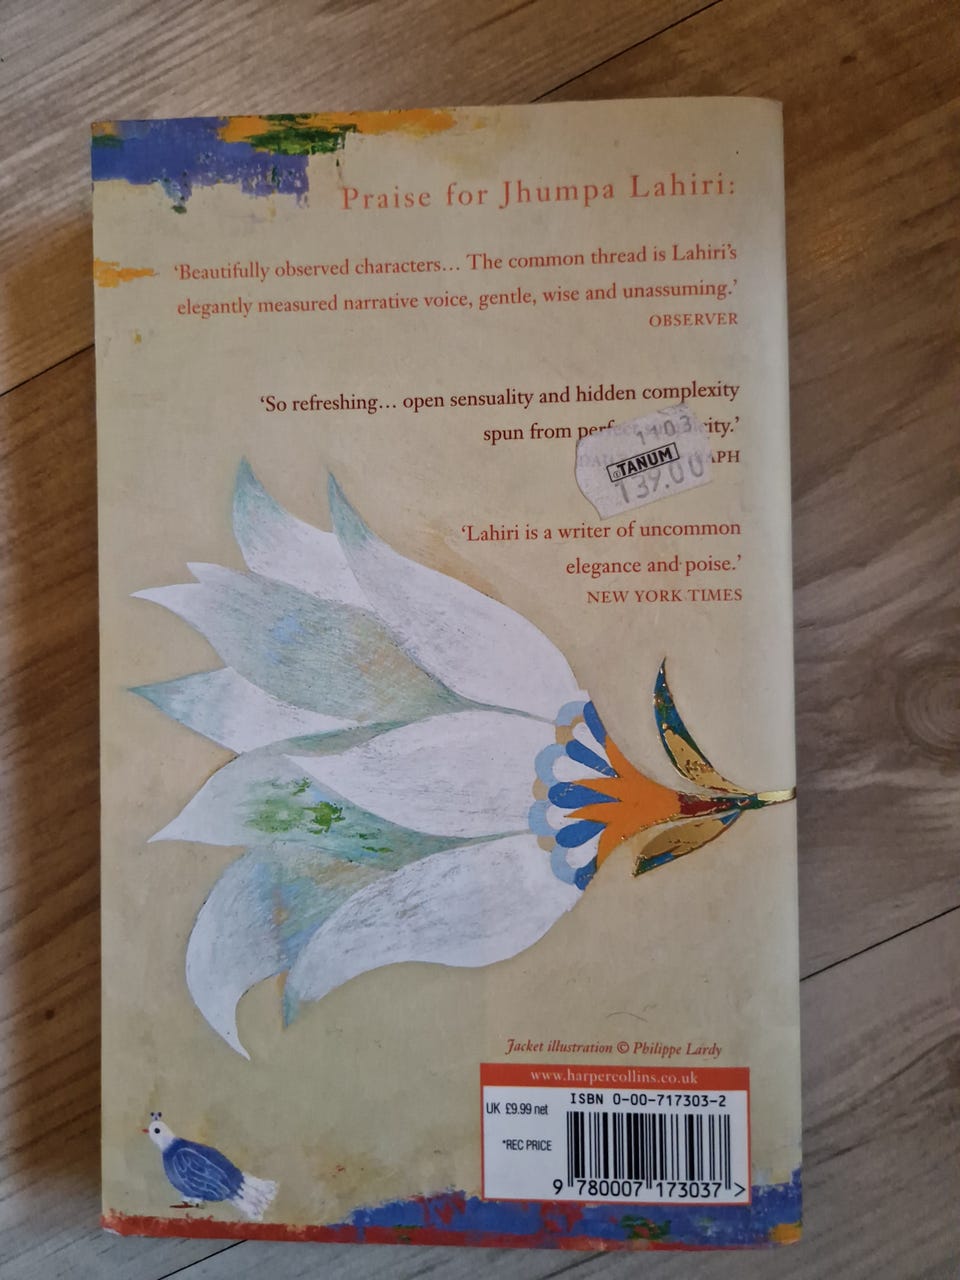 Praise for Jhumpa Lahiri:
‘Beautifully observed characters… The common thread is Lahiri’s
elegantly measured narrative voice, gentle, wise and unassuming.’
OBSERVER
‘So refreshing… open sensuality and hidden complexity
spun from perfect simplicity.’
1103
TANUM
139.00
‘Lahiri is a writer of uncommon
elegance and poise.’
NEW YORK TIMES
Jacket illustration © Philippe Lardy
www.harpercollins.co.uk
ISBN 0-00-717303-2
UK £9.99 net
*REC PRICE
9 780007 173037 >